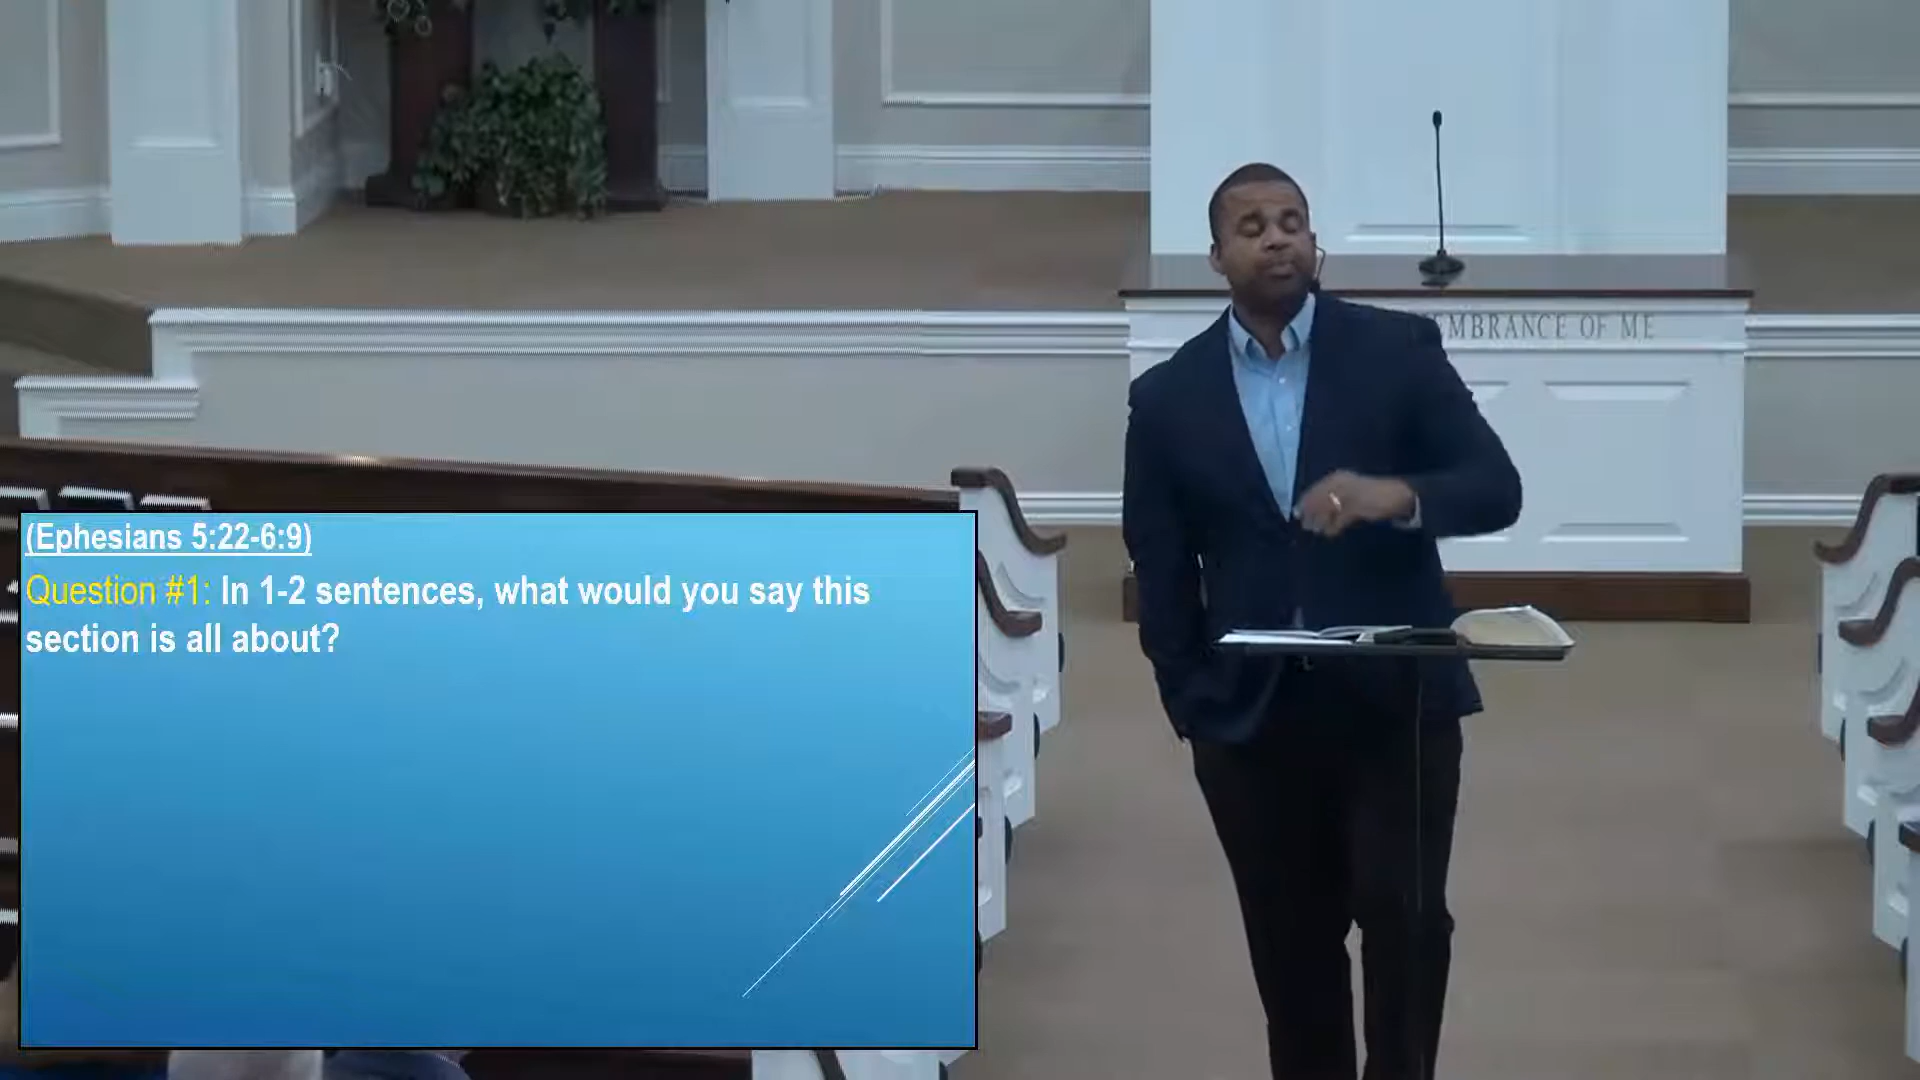 EMBRANCE OF ME
(Ephesians 5:22-6:9)
Question #1: In 1-2 sentences, what would you say this
section is all about?